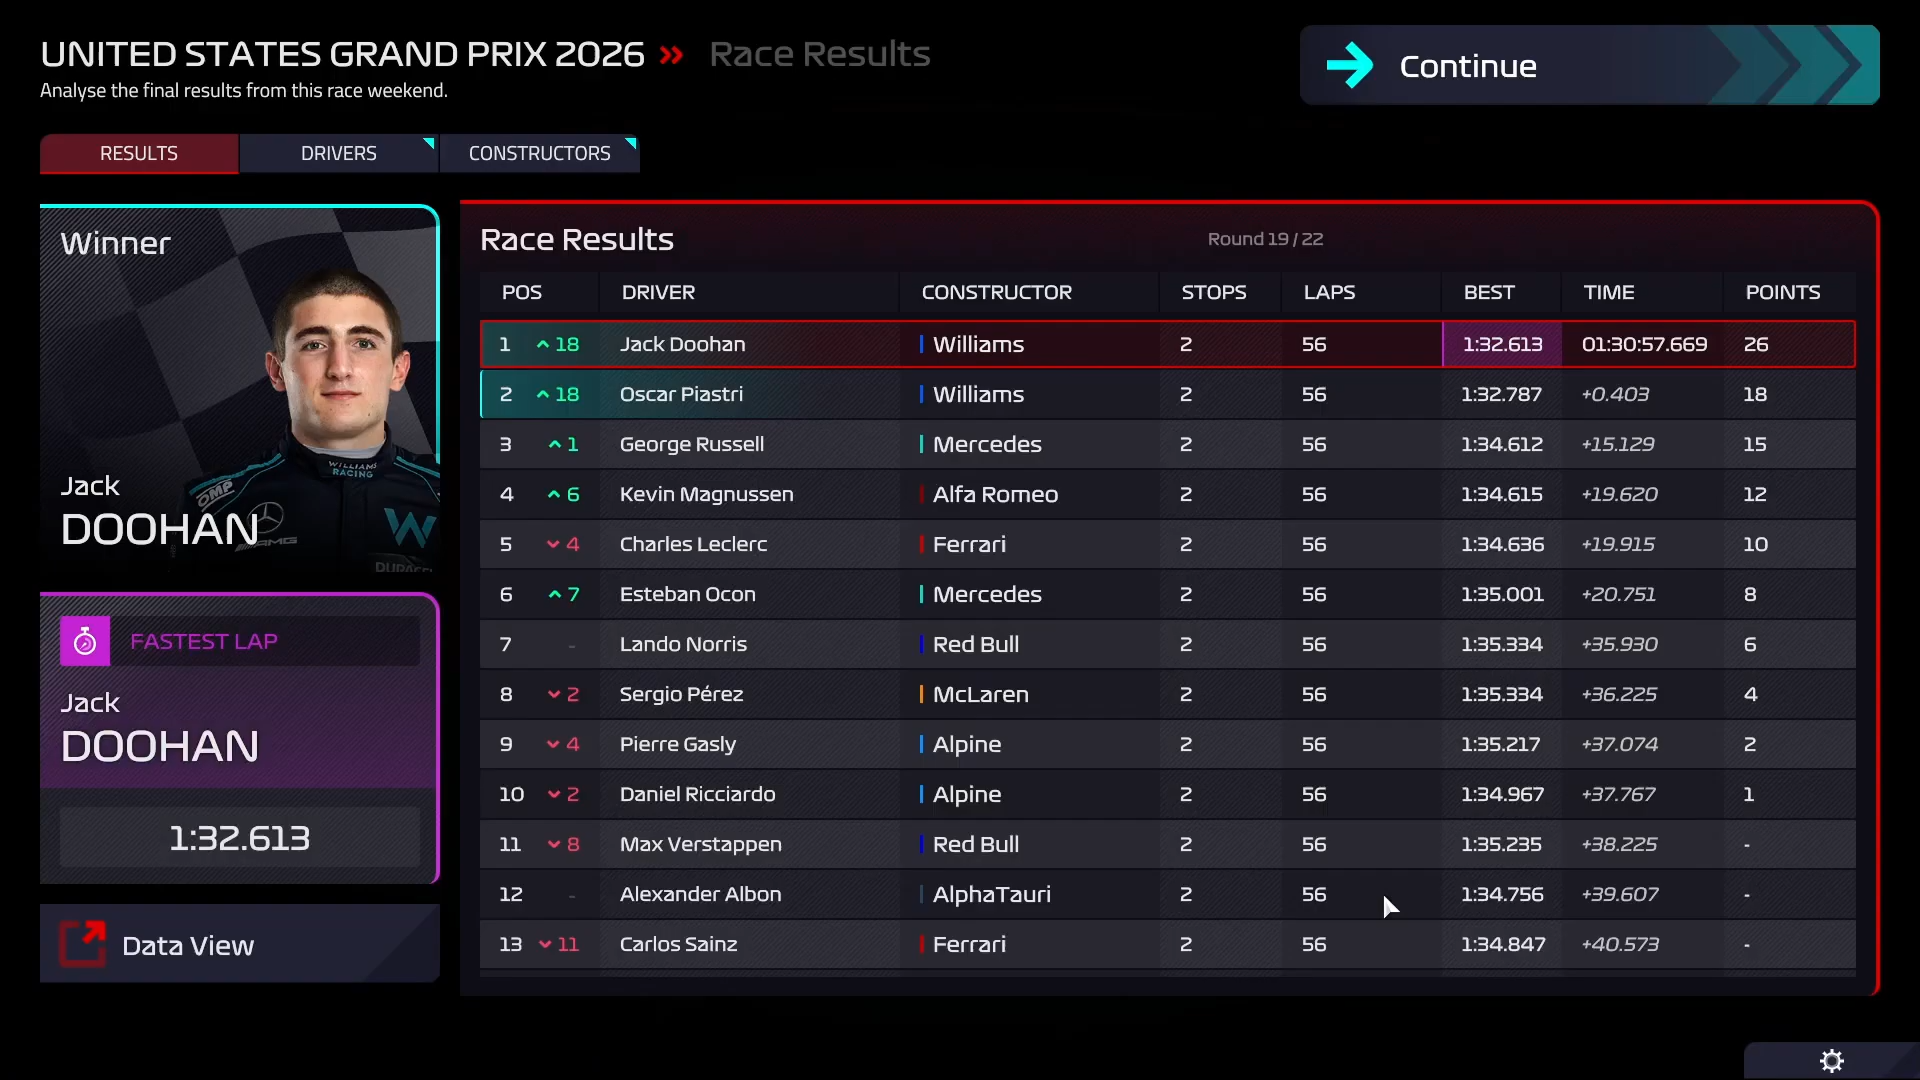 UNITED STATES GRAND PRIX 2026 Race Results
Analyse the final results from this race weekend.
Continue
RESULTS DRIVERS CONSTRUCTORS
Winner
WILLIAMS
RACING
OMP
AMG
W
DURACELL
Jack
DOOHAN
FASTEST LAP
Jack
DOOHAN
1:32.613
Data View
Race Results Round 19 / 22
POS DRIVER CONSTRUCTOR STOPS LAPS BEST TIME POINTS
1 18 Jack Doohan Williams 2 56 1:32.613 01:30:57.669 26
2 18 Oscar Piastri Williams 2 56 1:32.787 +0.403 18
3 1 George Russell Mercedes 2 56 1:34.612 +15.129 15
4 6 Kevin Magnussen Alfa Romeo 2 56 1:34.615 +19.620 12
5 4 Charles Leclerc Ferrari 2 56 1:34.636 +19.915 10
6 7 Esteban Ocon Mercedes 2 56 1:35.001 +20.751 8
7 - Lando Norris Red Bull 2 56 1:35.334 +35.930 6
8 2 Sergio Pérez McLaren 2 56 1:35.334 +36.225 4
9 4 Pierre Gasly Alpine 2 56 1:35.217 +37.074 2
10 2 Daniel Ricciardo Alpine 2 56 1:34.967 +37.767 1
11 8 Max Verstappen Red Bull 2 56 1:35.235 +38.225 -
12 - Alexander Albon AlphaTauri 2 56 1:34.756 +39.607 -
13 11 Carlos Sainz Ferrari 2 56 1:34.847 +40.573 -